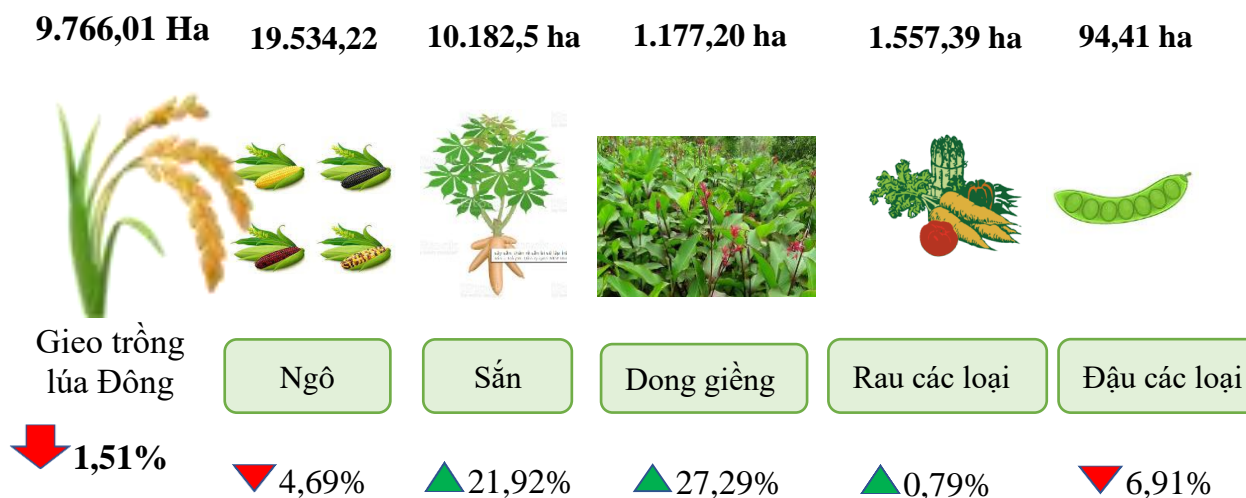 9.766,01 Ha
19.534,22
10.182,5 ha
1.177,20 ha
1.557,39 ha
94,41 ha
Gieo trồng
lúa Đông
Ngô
Sắn
Dong giềng
Rau các loại
Đậu các loại
1,51%
4,69%
21,92%
27,29%
0,79%
6,91%